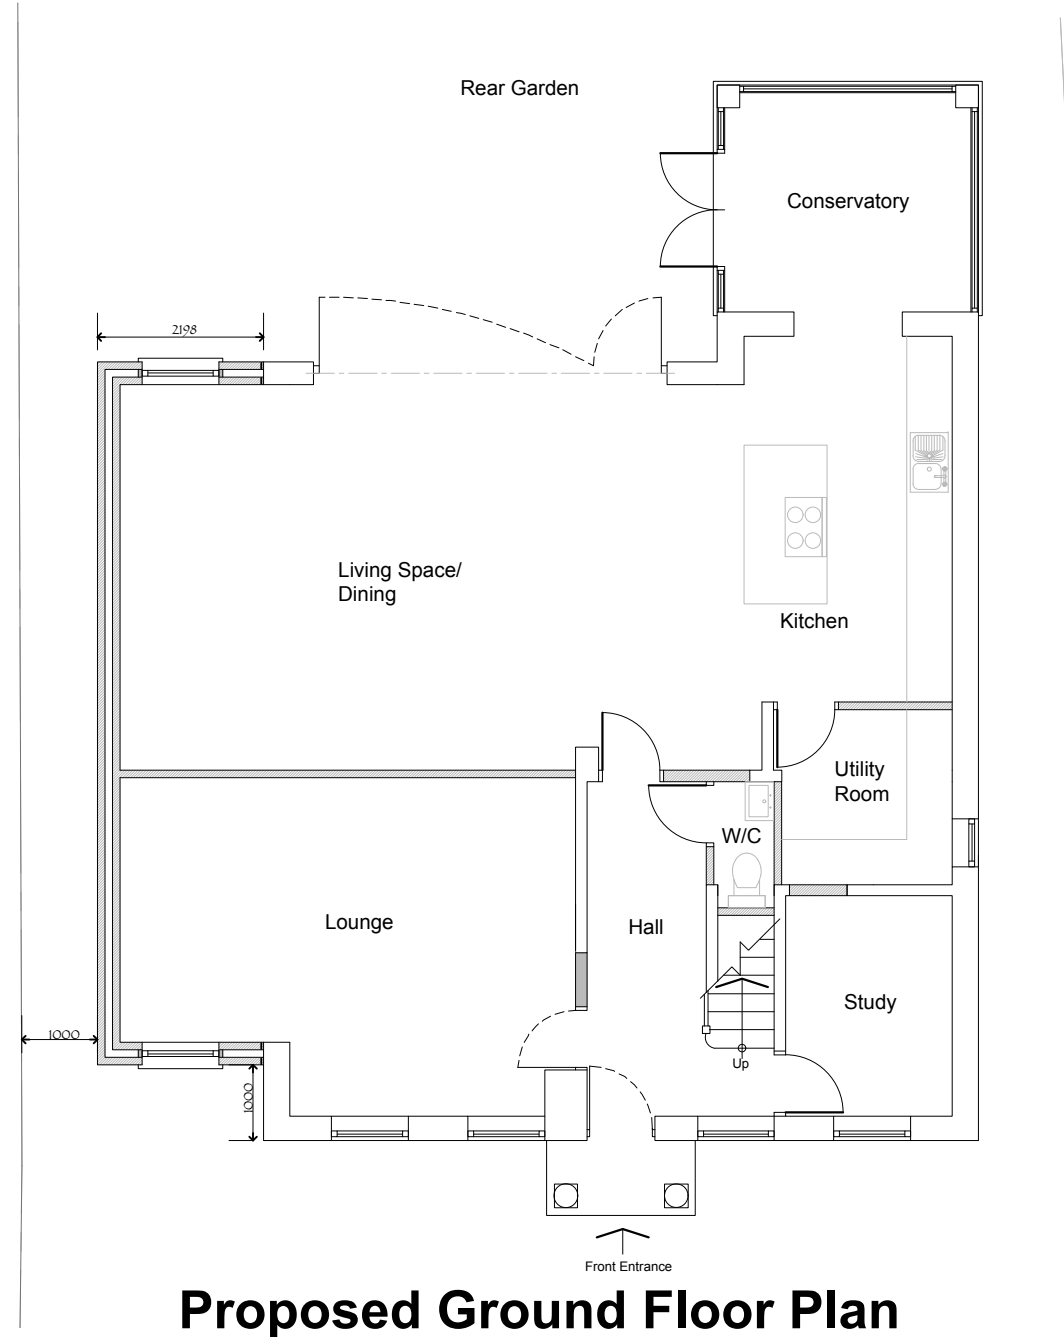 Rear Garden
Conservatory
2198
Living Space/
Dining
Kitchen
Utility
Room
W/C
Lounge
Hall
Study
1000
Up
1000
Front Entrance
Proposed Ground Floor Plan